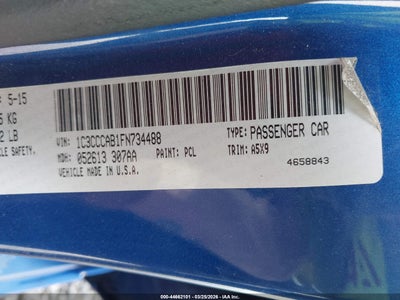 : 5-15
KG
LB
SAFETY.
VIN: 1C3CCCAB1FN734488
TYPE: PASSENGER CAR
MDH: 052613 307AA
PAINT: PCL
TRIM: A5X9
VEHICLE MADE IN U.S.A.
4658843
000-44662101 - 03/25/2026 - IAA Inc.